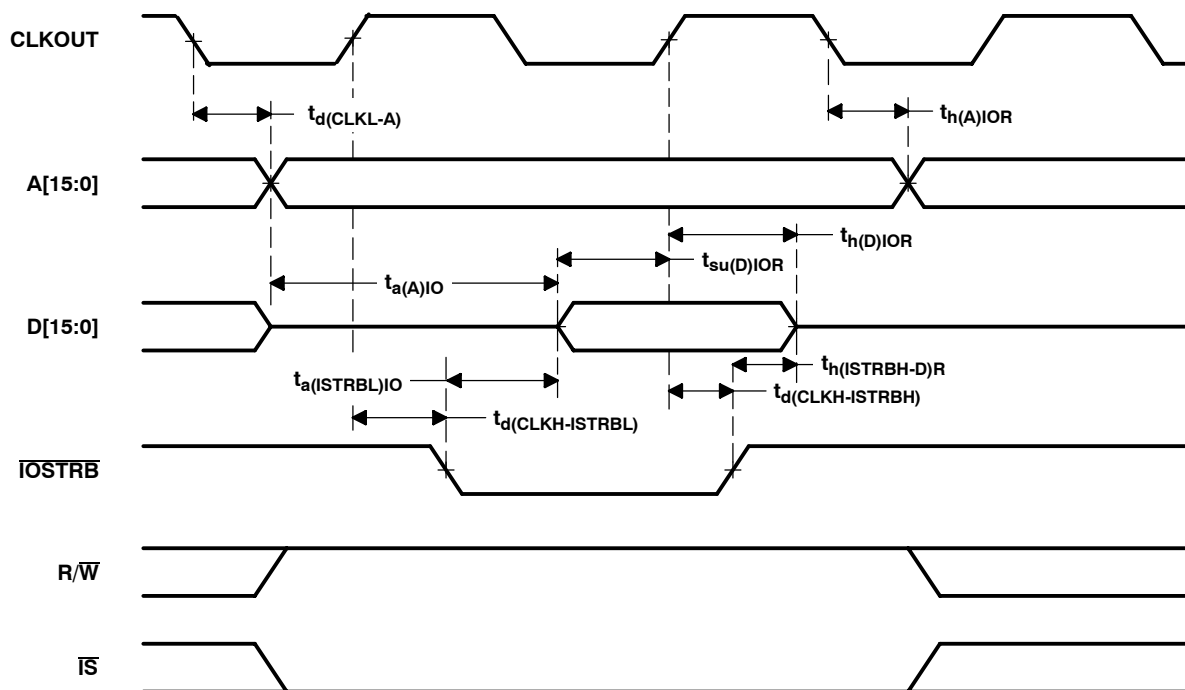 CLKOUT
td(CLKL-A)
th(A)IOR
A[15:0]
th(D)IOR
tsu(D)IOR
ta(A)IO
D[15:0]
th(ISTRBH-D)R
ta(ISTRBL)IO
td(CLKH-ISTRBH)
td(CLKH-ISTRBL)
IOSTRB
R/W
IS